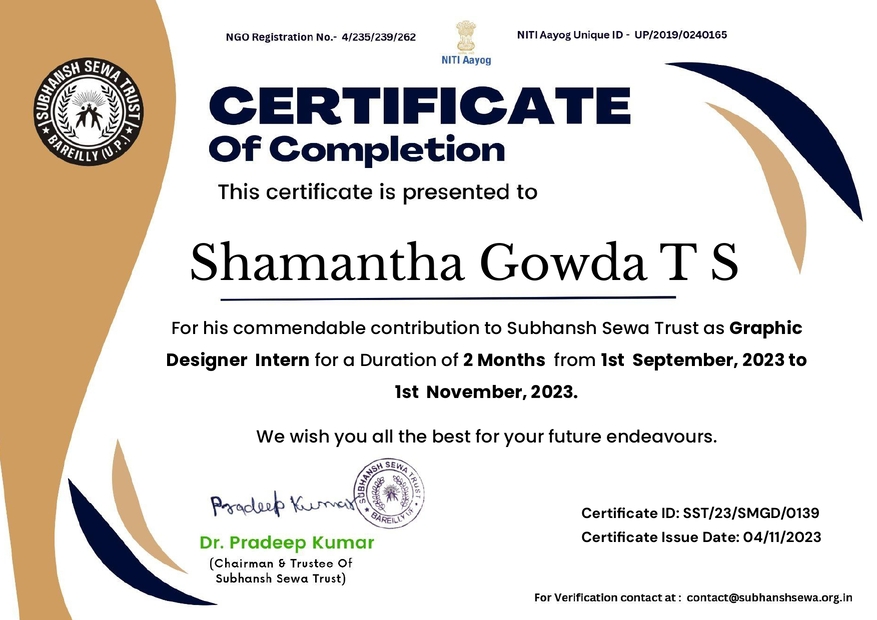 NGO Registration No.- 4/235/239/262
NITI Aayog Unique ID - UP/2019/0240165
NITI Aayog
SUBHANSH SEWA TRUST
BAREILLY (U.P.)
CERTIFICATE
Of Completion
This certificate is presented to
Shamantha Gowda T S
For his commendable contribution to Subhansh Sewa Trust as Graphic
Designer Intern for a Duration of 2 Months from 1st September, 2023 to
1st November, 2023.
We wish you all the best for your future endeavours.
Pradeep Kumar
SUBHANSH SEWA TRUST
BAREILLY (U.P.)
Dr. Pradeep Kumar
(Chairman & Trustee Of
Subhansh Sewa Trust)
Certificate ID: SST/23/SMGD/0139
Certificate Issue Date: 04/11/2023
For Verification contact at : contact@subhanshsewa.org.in